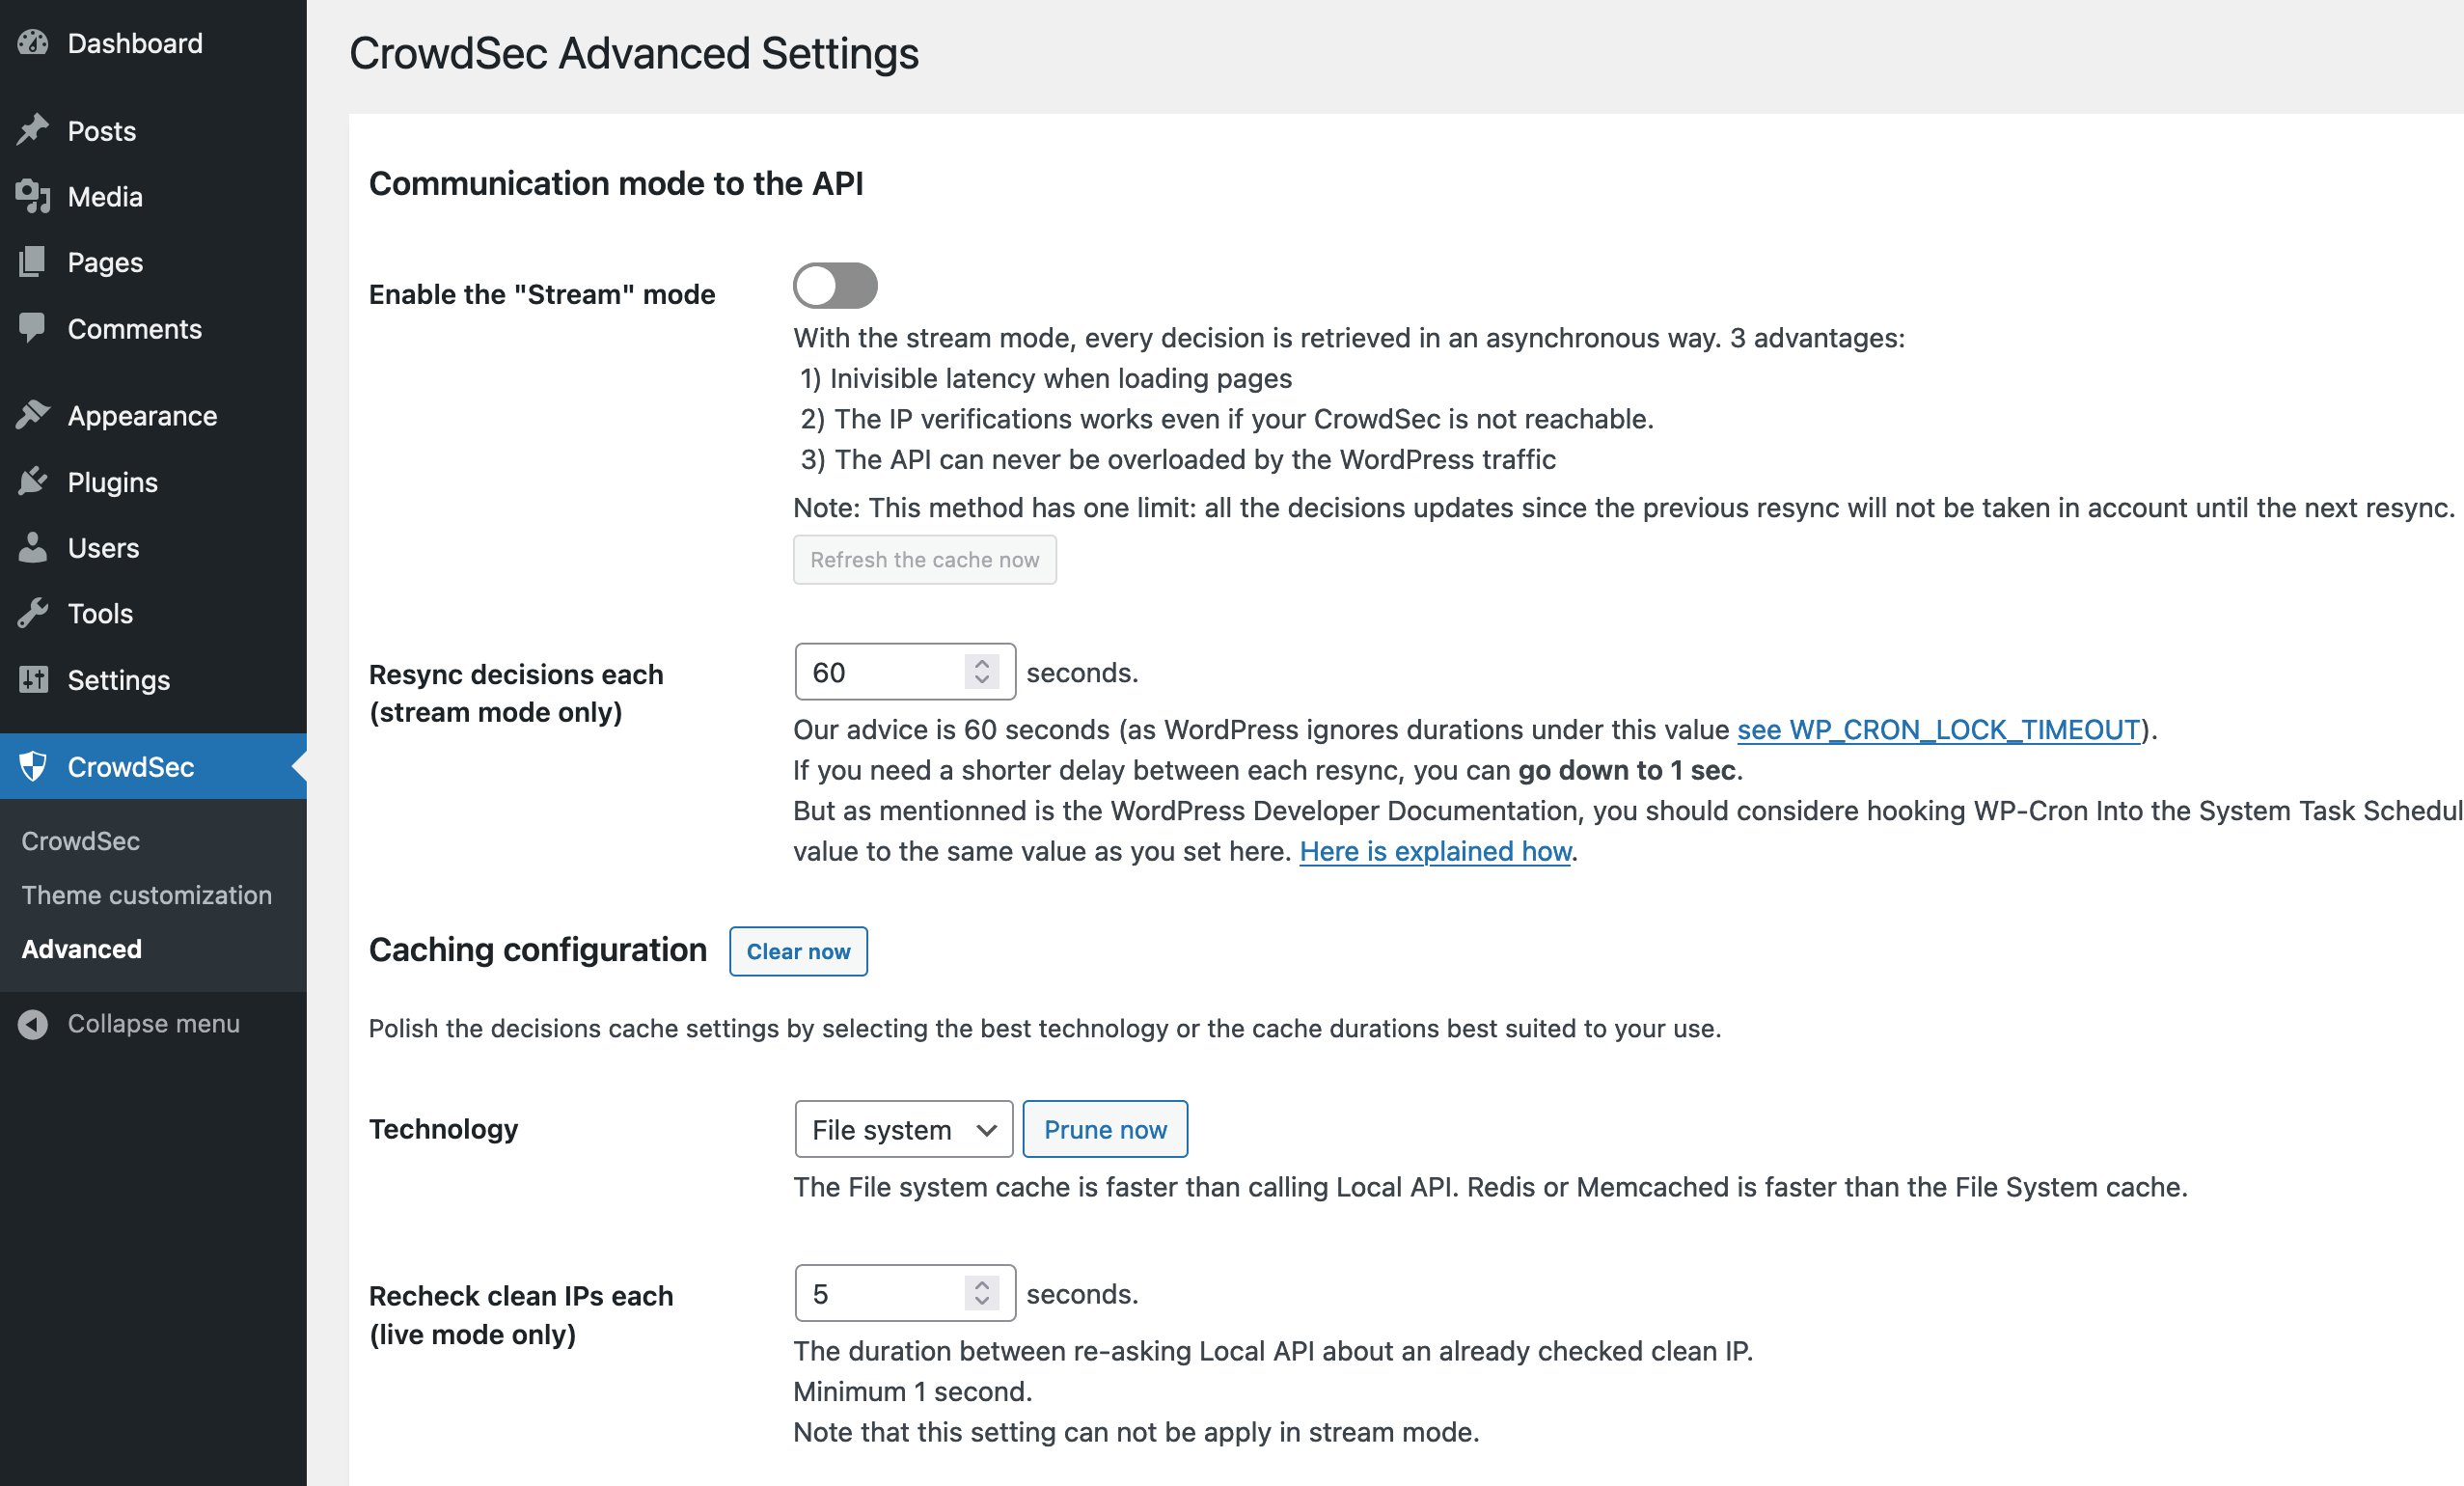 Dashboard
Posts
Media
Pages
Comments
Appearance
Plugins
Users
Tools
Settings
CrowdSec
CrowdSec
Theme customization
Advanced
Collapse menu
CrowdSec Advanced Settings
Communication mode to the API
Enable the "Stream" mode
With the stream mode, every decision is retrieved in an asynchronous way. 3 advantages:
1) Inivisible latency when loading pages
2) The IP verifications works even if your CrowdSec is not reachable.
3) The API can never be overloaded by the WordPress traffic
Note: This method has one limit: all the decisions updates since the previous resync will not be taken in account until the next resync.
Refresh the cache now
Resync decisions each
(stream mode only)
60 seconds.
Our advice is 60 seconds (as WordPress ignores durations under this value see WP_CRON_LOCK_TIMEOUT).
If you need a shorter delay between each resync, you can go down to 1 sec.
But as mentionned is the WordPress Developer Documentation, you should considere hooking WP-Cron Into the System Task Schedul
value to the same value as you set here. Here is explained how.
Caching configuration Clear now
Polish the decisions cache settings by selecting the best technology or the cache durations best suited to your use.
Technology
File system Prune now
The File system cache is faster than calling Local API. Redis or Memcached is faster than the File System cache.
Recheck clean IPs each
(live mode only)
5 seconds.
The duration between re-asking Local API about an already checked clean IP.
Minimum 1 second.
Note that this setting can not be apply in stream mode.